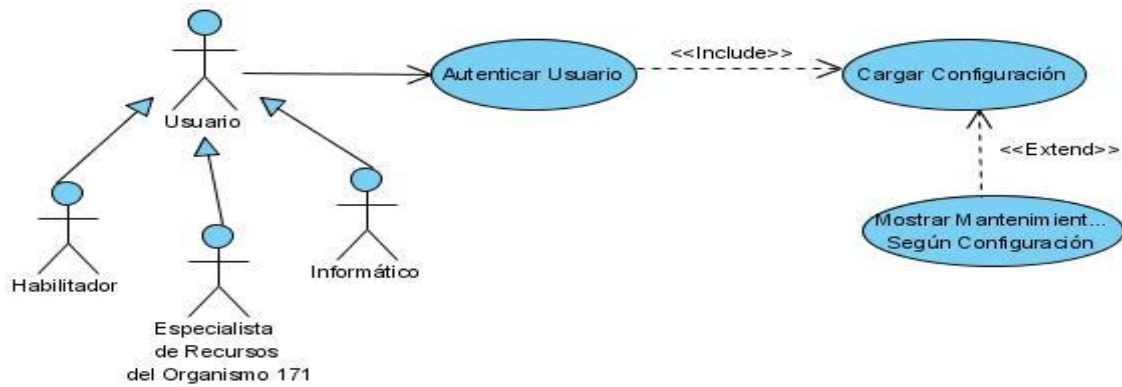 Usuario
Autenticar Usuario
<<Include>>
Cargar Configuración
<<Extend>>
Mostrar Mantenimient...
Según Configuración
Habilitador
Especialista
de Recursos
del Organismo 171
Informático